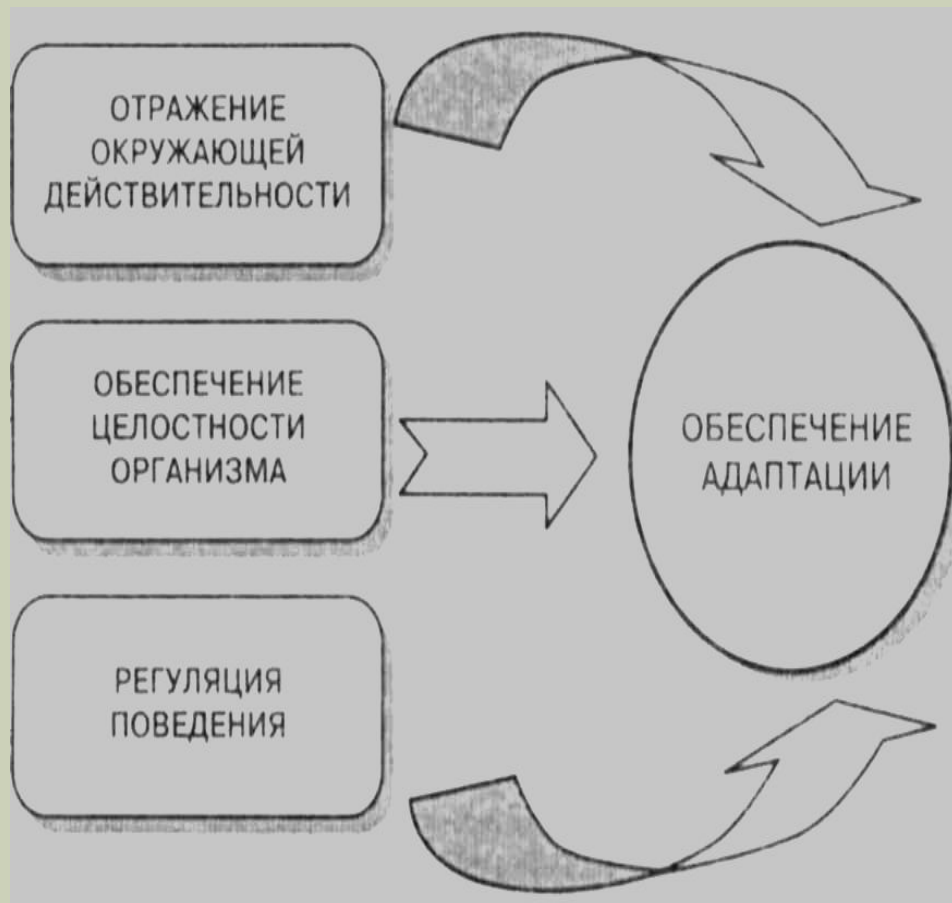 ОТРАЖЕНИЕ
ОКРУЖАЮЩЕЙ
ДЕЙСТВИТЕЛЬНОСТИ
ОБЕСПЕЧЕНИЕ
ЦЕЛОСТНОСТИ
ОРГАНИЗМА
РЕГУЛЯЦИЯ
ПОВЕДЕНИЯ
ОБЕСПЕЧЕНИЕ
АДАПТАЦИИ